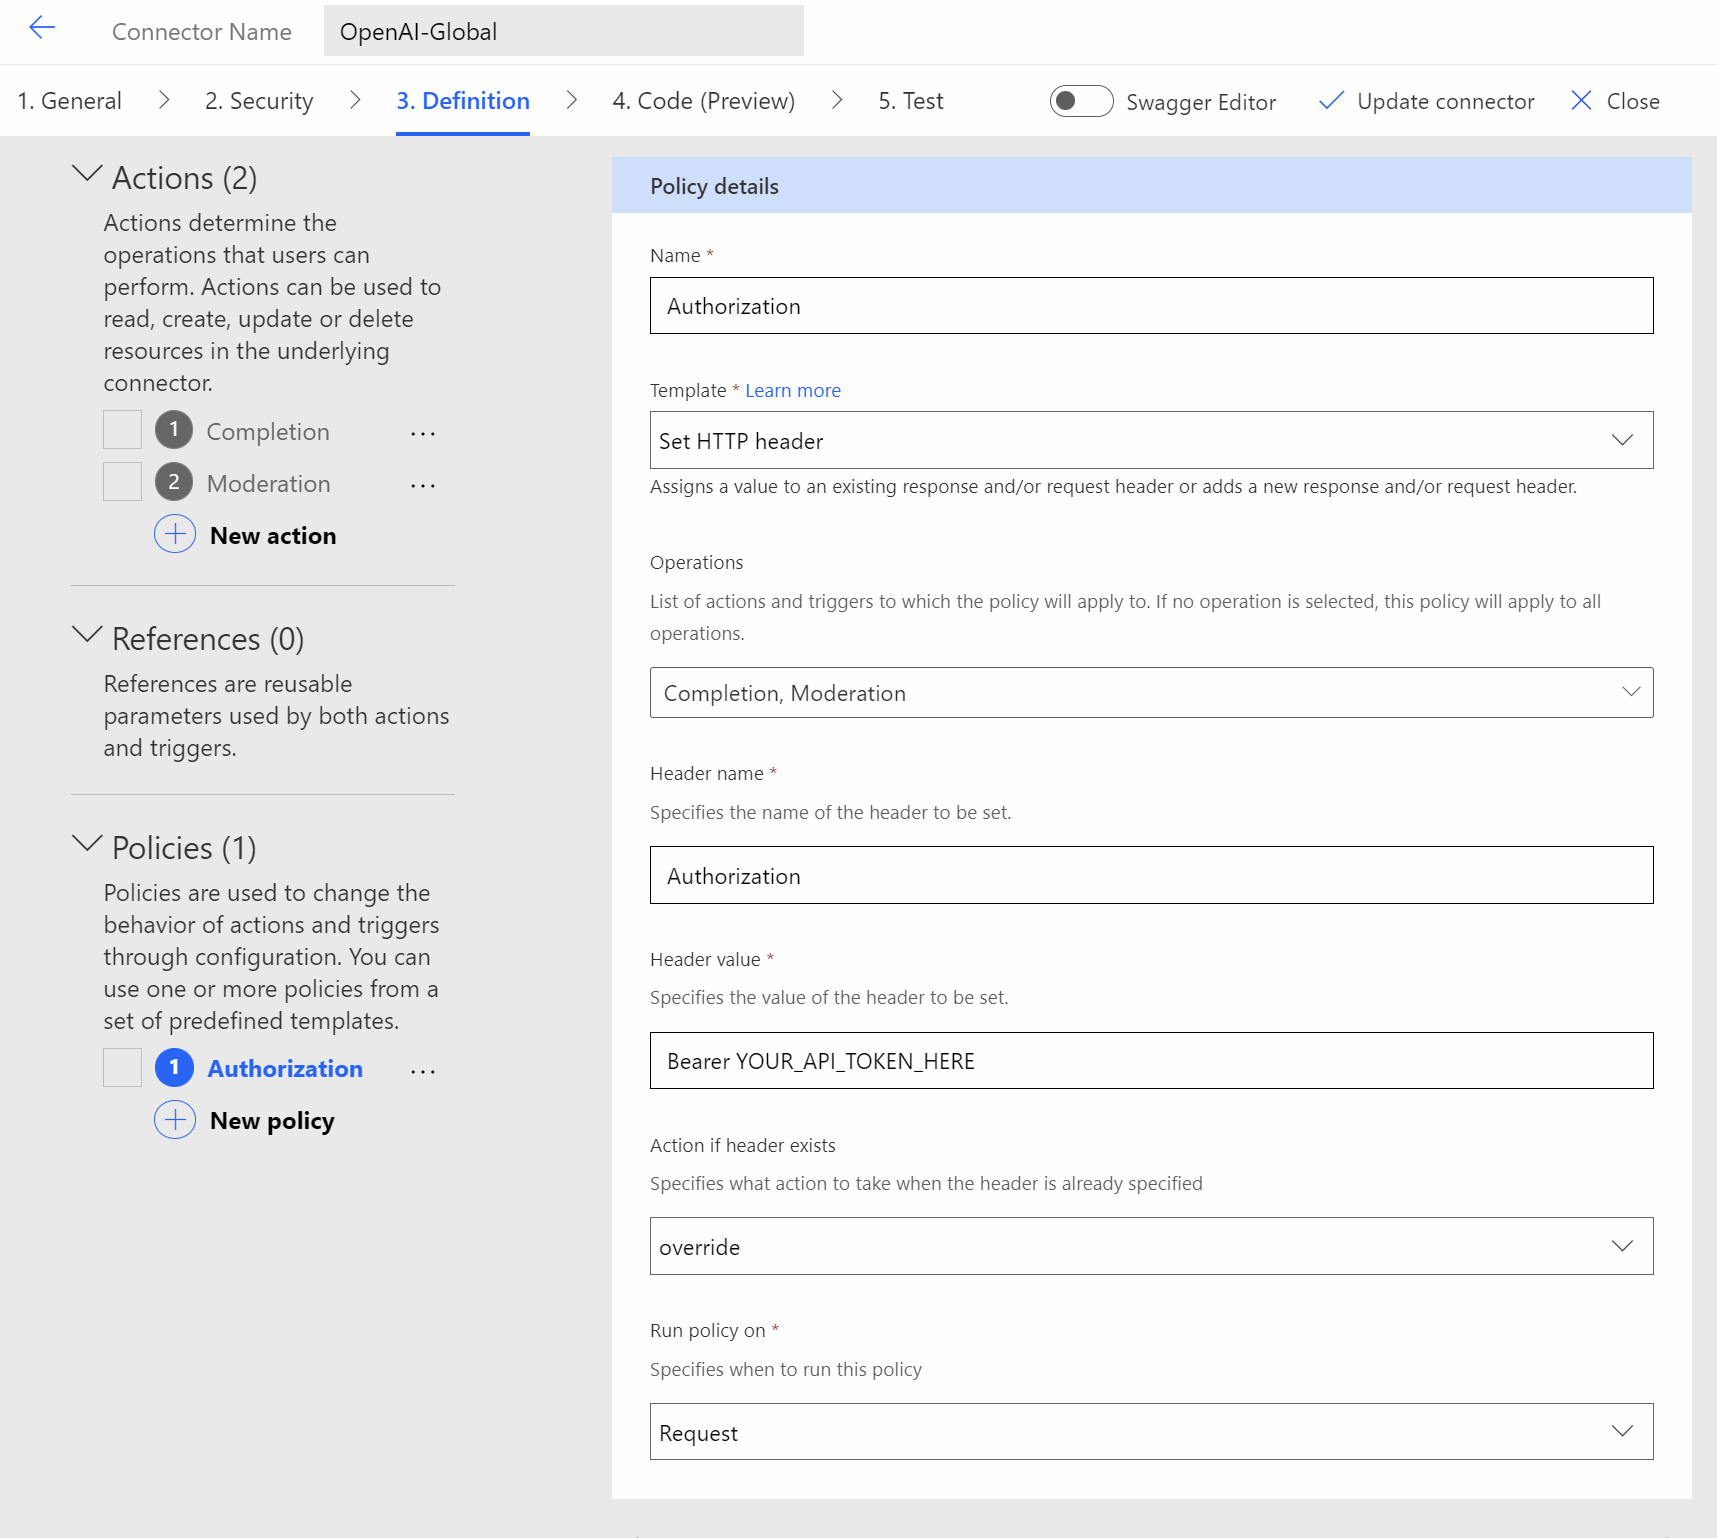 Connector Name
OpenAI-Global
1. General
2. Security
3. Definition
4. Code (Preview)
5. Test
Swagger Editor
Update connector
Close
Actions (2)
Actions determine the
operations that users can
perform. Actions can be used to
read, create, update or delete
resources in the underlying
connector.
1 Completion ...
2 Moderation ...
New action
References (0)
References are reusable
parameters used by both actions
and triggers.
Policies (1)
Policies are used to change the
behavior of actions and triggers
through configuration. You can
use one or more policies from a
set of predefined templates.
1 Authorization ...
New policy
Policy details
Name *
Authorization
Template * Learn more
Set HTTP header
Assigns a value to an existing response and/or request header or adds a new response and/or request header.
Operations
List of actions and triggers to which the policy will apply to. If no operation is selected, this policy will apply to all
operations.
Completion, Moderation
Header name *
Specifies the name of the header to be set.
Authorization
Header value *
Specifies the value of the header to be set.
Bearer YOUR_API_TOKEN_HERE
Action if header exists
Specifies what action to take when the header is already specified
override
Run policy on *
Specifies when to run this policy
Request